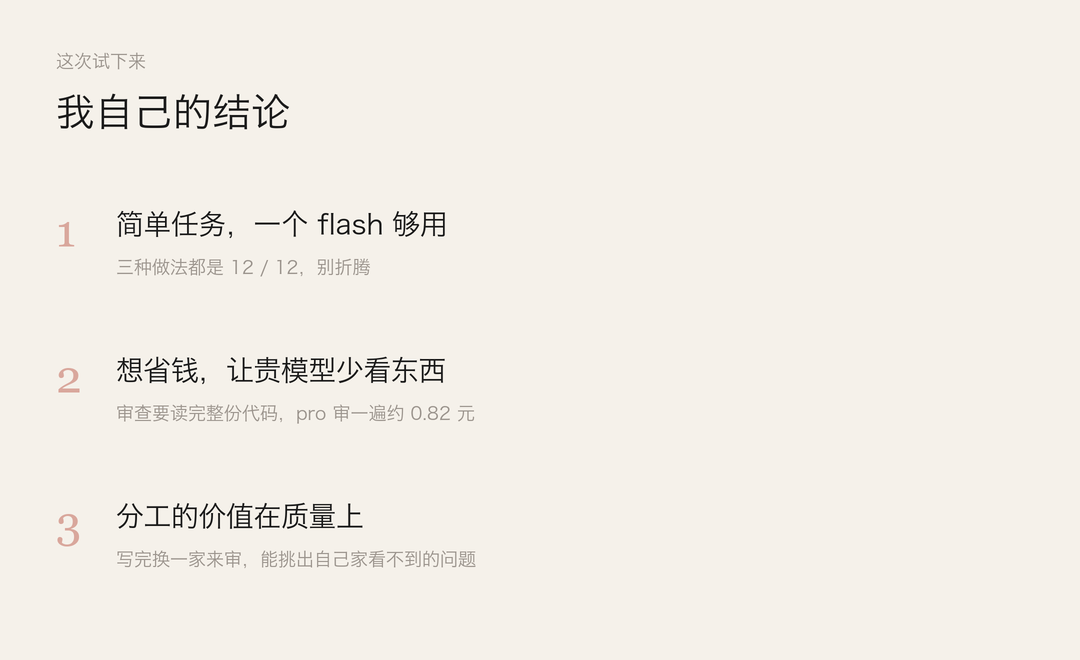 这次试下来
我自己的结论
1
简单任务，一个 flash 够用
三种做法都是 12 / 12，别折腾
2
想省钱，让贵模型少看东西
审查要读完整份代码，pro 审一遍约 0.82 元
3
分工的价值在质量上
写完换一家来审，能挑出自己家看不到的问题